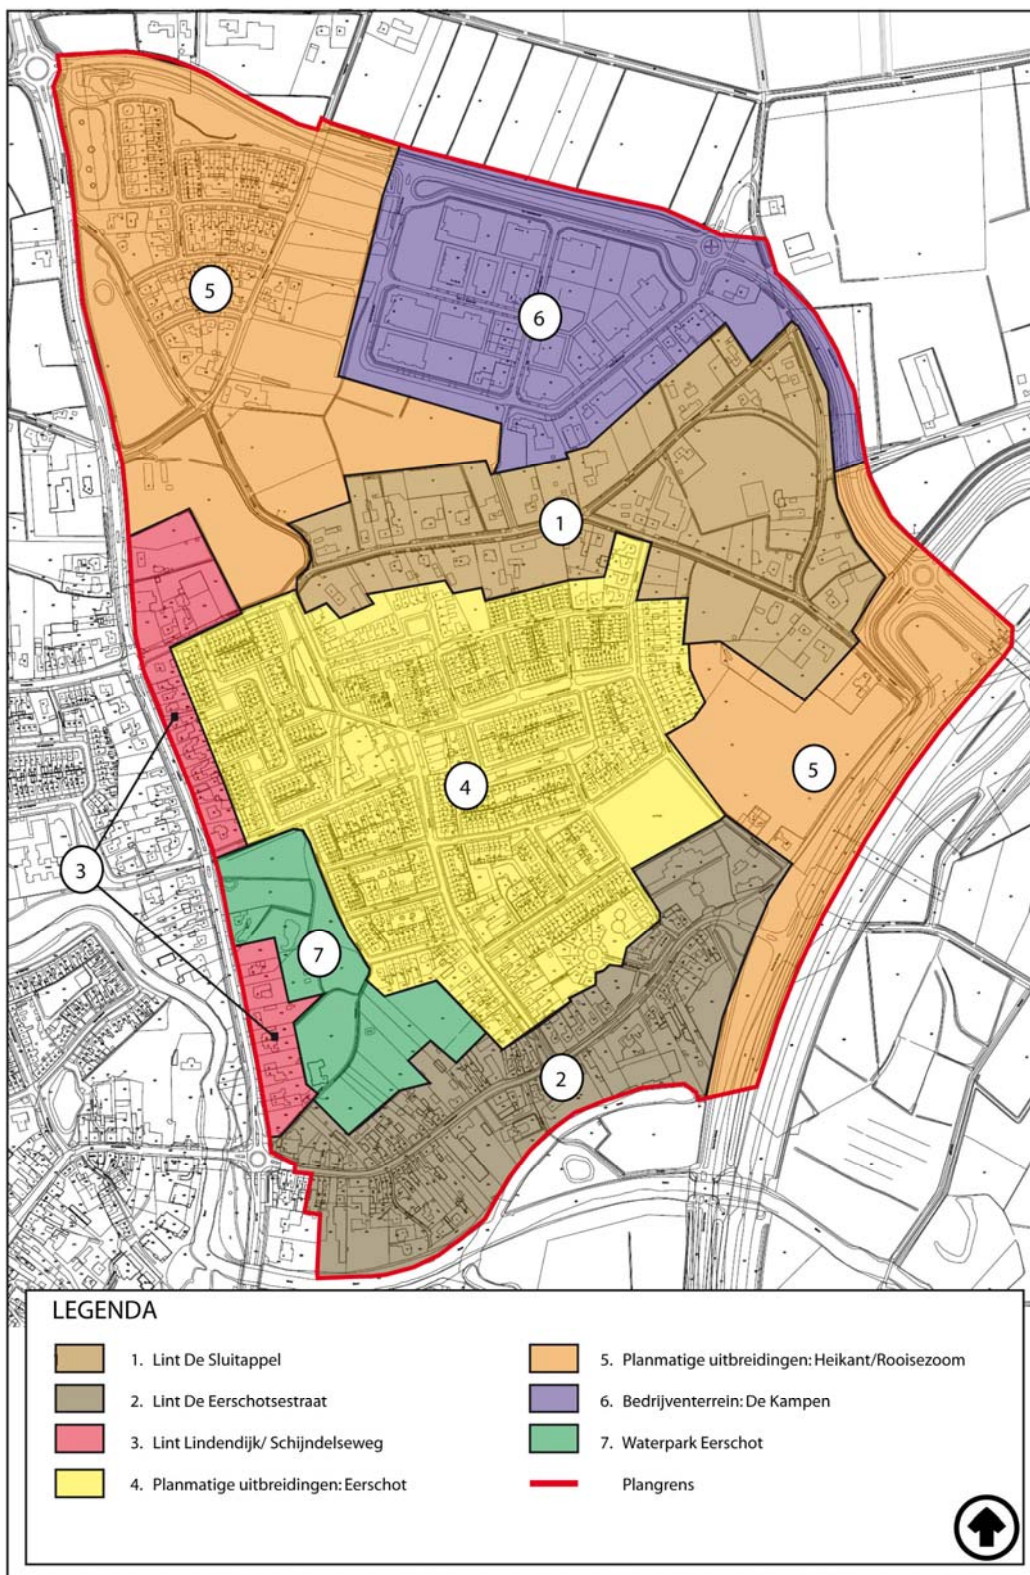 5
6
1
5
4
3
7
2
LEGENDA
1. Lint De Sluitappel
2. Lint De Eerschotsestraat
3. Lint Lindendijk/ Schijndelseweg
4. Planmatige uitbreidingen: Eerschot
5. Planmatige uitbreidingen: Heikant/Rooisezoom
6. Bedrijventerrein: De Kampen
7. Waterpark Eerschot
Plangrens